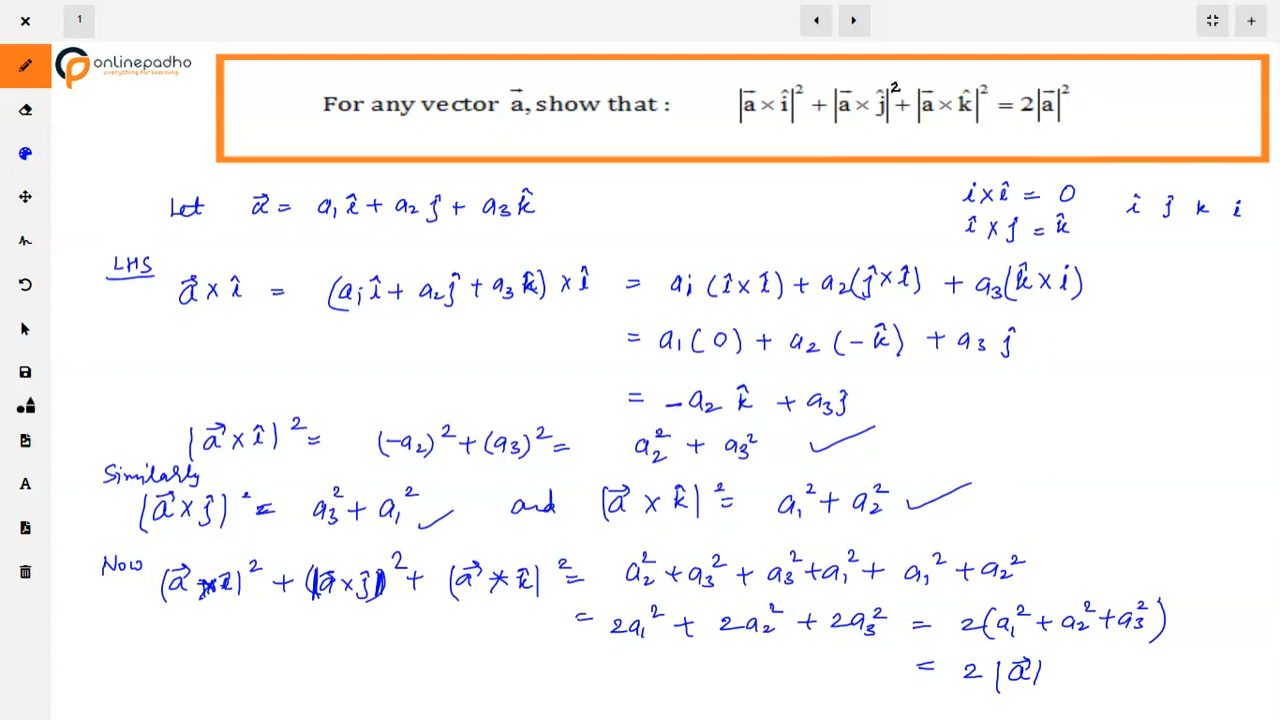 1
onlinepadho
everything for learning
For any vector a⃗, show that : |a̅ × î|² + |a̅ × ĵ|² + |a̅ × k̂|² = 2|a̅|²
Let a⃗ = a₁î + a₂ĵ + a₃k̂
i × î = 0 î ĵ k i
î × ĵ = k̂
LHS
a⃗ × î = (a₁î + a₂ĵ + a₃k̂) × î = a₁(î × î) + a₂(ĵ × î) + a₃(k̂ × i)
= a₁(0) + a₂(-k̂) + a₃ ĵ
= -a₂ k̂ + a₃ĵ
|a⃗ × î|² = (-a₂)² + (a₃)² = a₂² + a₃² ✓
Similarly
|a⃗ × ĵ|² = a₃² + a₁² ✓ and |a⃗ × k̂|² = a₁² + a₂² ✓
Now |a⃗ × î|² + |a⃗ × ĵ|² + |a⃗ × k̂|² = a₂² + a₃² + a₃² + a₁² + a₁² + a₂²
= 2a₁² + 2a₂² + 2a₃² = 2(a₁² + a₂² + a₃²)
= 2 |a⃗|
A